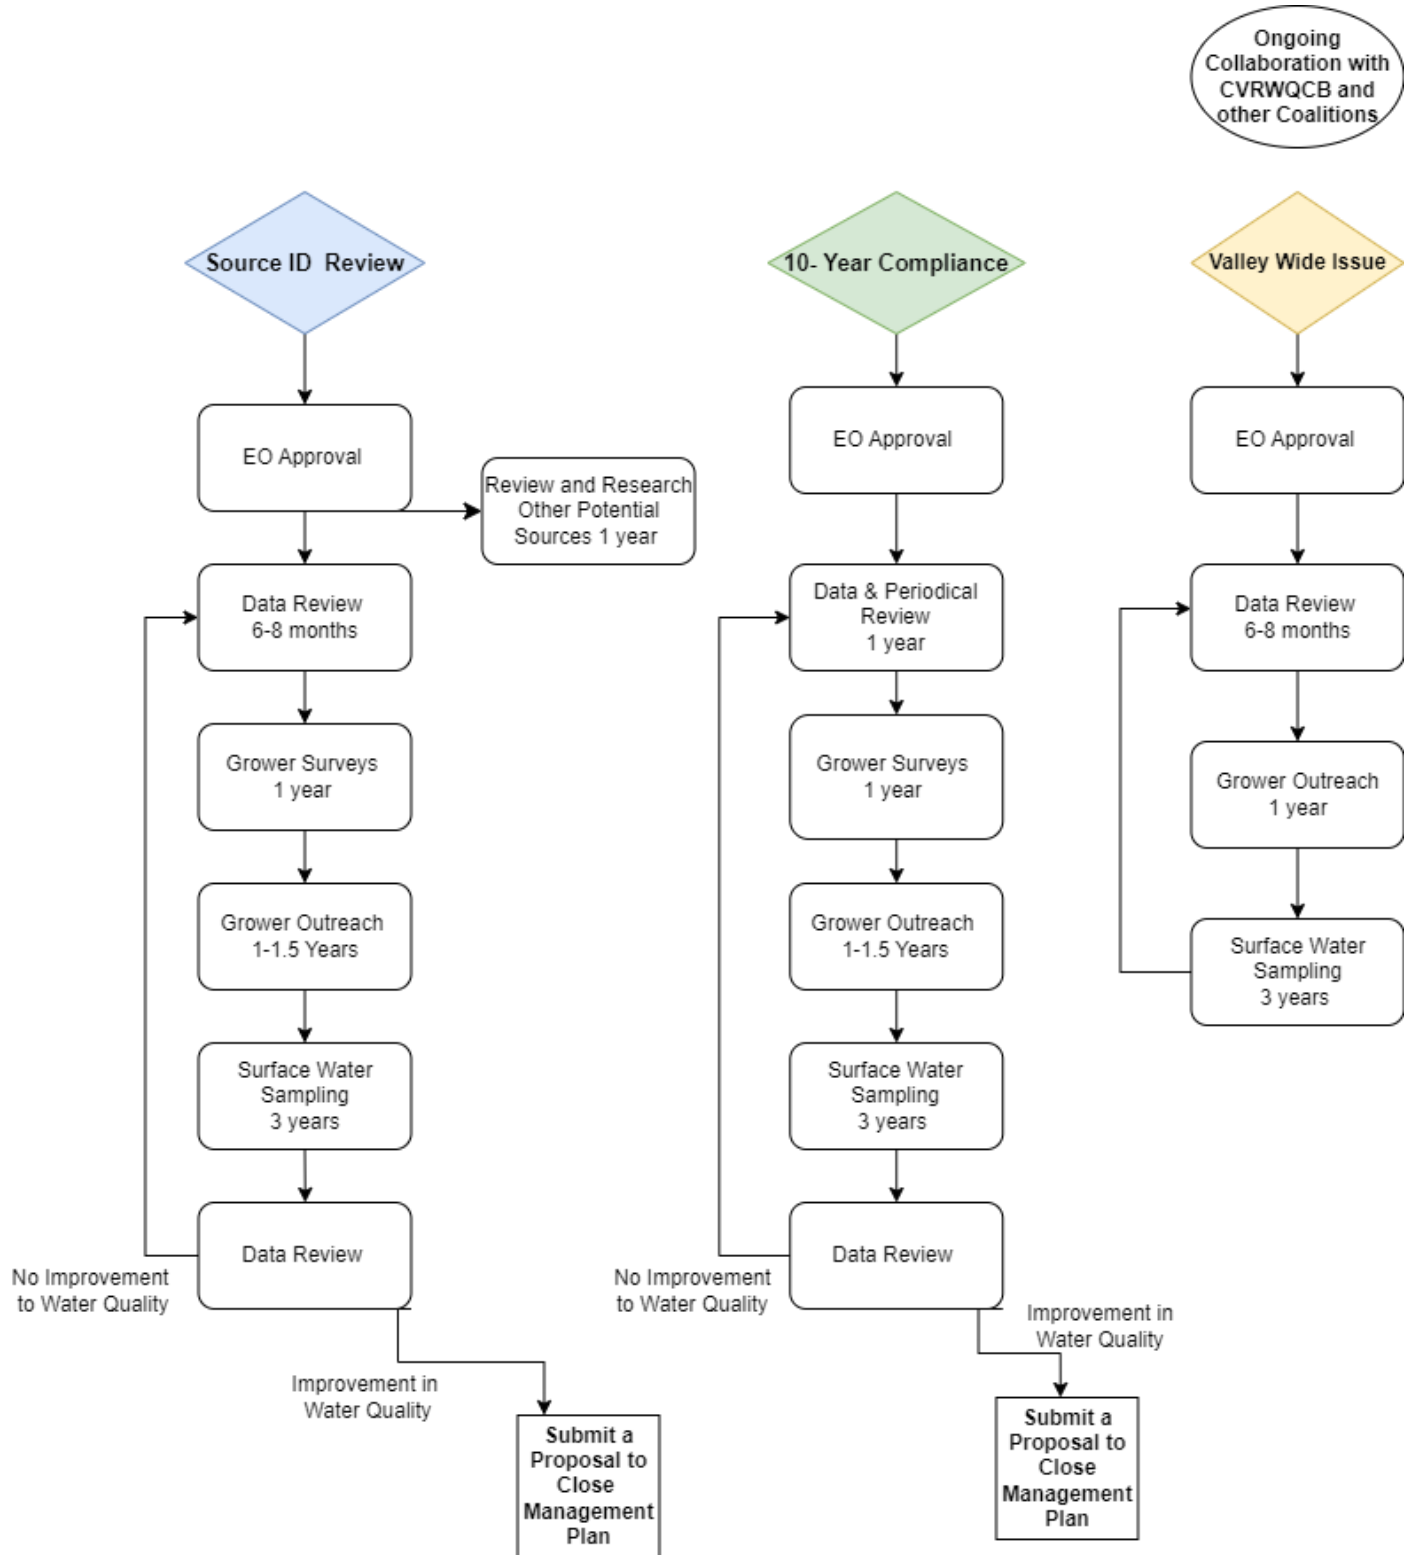 Ongoing
Collaboration with
CVRWQCB and
other Coalitions
Source ID Review
10- Year Compliance
Valley Wide Issue
EO Approval
Review and Research
Other Potential
Sources 1 year
Data Review
6-8 months
Grower Surveys
1 year
Grower Outreach
1-1.5 Years
Surface Water
Sampling
3 years
Data Review
No Improvement
to Water Quality
Improvement in
Water Quality
Submit a
Proposal to
Close
Management
Plan
EO Approval
Data & Periodical
Review
1 year
Grower Surveys
1 year
Grower Outreach
1-1.5 Years
Surface Water
Sampling
3 years
Data Review
No Improvement
to Water Quality
Improvement in
Water Quality
Submit a
Proposal to
Close
Management
Plan
EO Approval
Data Review
6-8 months
Grower Outreach
1 year
Surface Water
Sampling
3 years